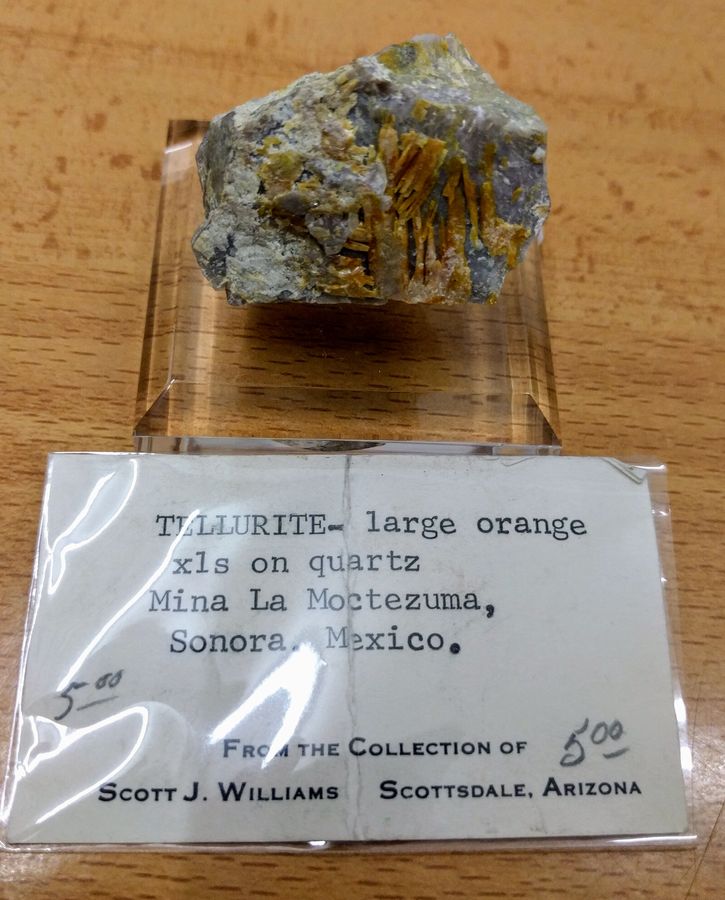 TELLURITE- large orange
xls on quartz
Mina La Moctezuma,
Sonora, Mexico.
5.00
5.00
FROM THE COLLECTION OF
SCOTT J. WILLIAMS SCOTTSDALE, ARIZONA